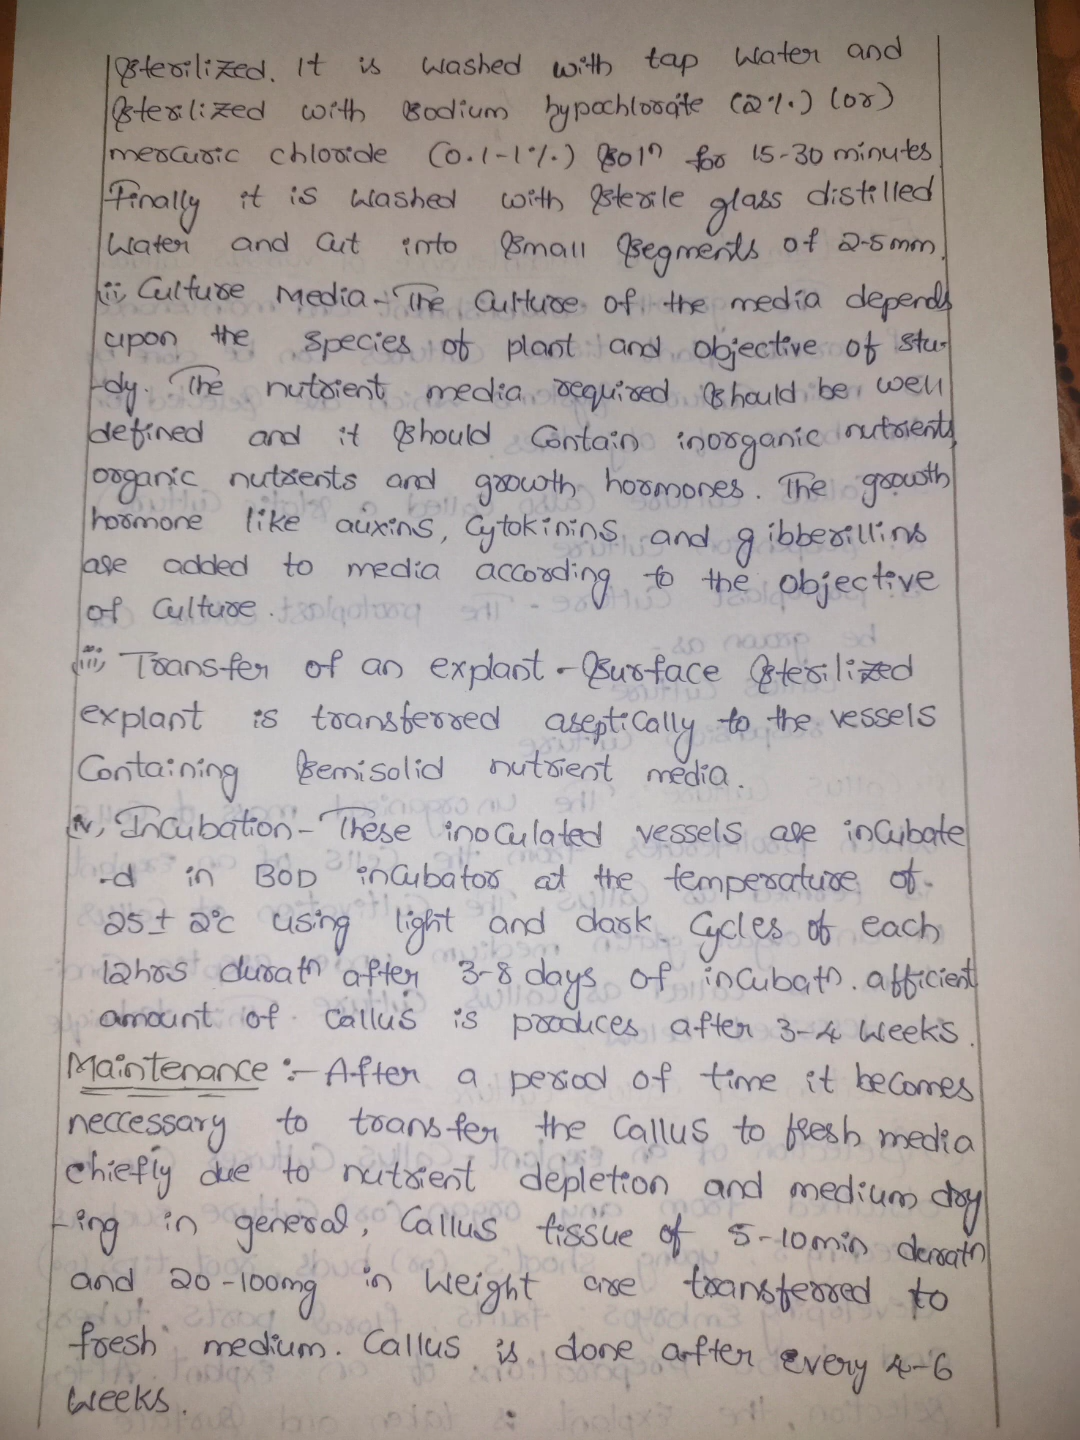 sterilized. It is washed with tap water and
sterilized with sodium hypochlorate (2%.) (or)
mercuric chloride (0.1-1%.) soln for 15-30 minutes
Finally it is washed with sterile glass distilled
water and cut into small segments of 2-5mm.
ii, Culture Media - The culture of the media depends
upon the species of plant and objective of stu-
-dy. The nutrient media required should be well
defined and it should contain inorganic nutrients
organic nutrients and growth hormones. The growth
hormone like auxins, cytokinins, and gibberillins
are added to media according to the objective
of culture.
iii, Transfer of an explant - Surface sterilized
explant is transferred aseptically to the vessels
containing semisolid nutrient media.
iv, Incubation - These inoculated vessels are incubate
-d in BOD incubator at the temperature of
25 ± 2°c using light and dark cycles of each
12hrs duratn after 3-8 days of incubatn. afficient
amount of callus is produces after 3-4 weeks.
Maintenance :- After a period of time it becomes
neccessary to transfer the callus to fresh media
chiefly due to nutrient depletion and medium dry
-ing in general, callus tissue of 5-10min duratn
and 20-100mg in weight are transferred to
fresh medium. Callus is done after every 4-6
weeks.